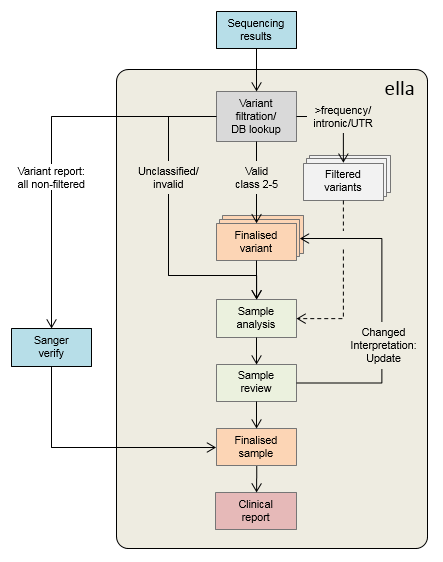 Sequencing
results
ella
Variant
filtration/
DB lookup
>frequency/
intronic/UTR
Variant report:
all non-filtered
Unclassified/
invalid
Valid
class 2-5
Filtered
variants
Finalised
variant
Sample
analysis
Sanger
verify
Changed
Interpretation:
Update
Sample
review
Finalised
sample
Clinical
report